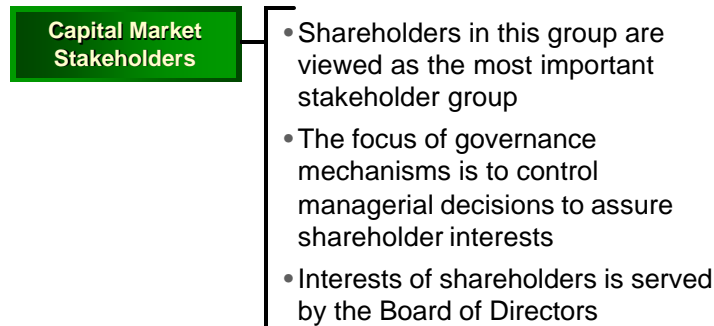 Capital Market
Stakeholders
•Shareholders in this group are
viewed as the most important
stakeholder group
•The focus of governance
mechanisms is to control
managerial decisions to assure
shareholder interests
•Interests of shareholders is served
by the Board of Directors